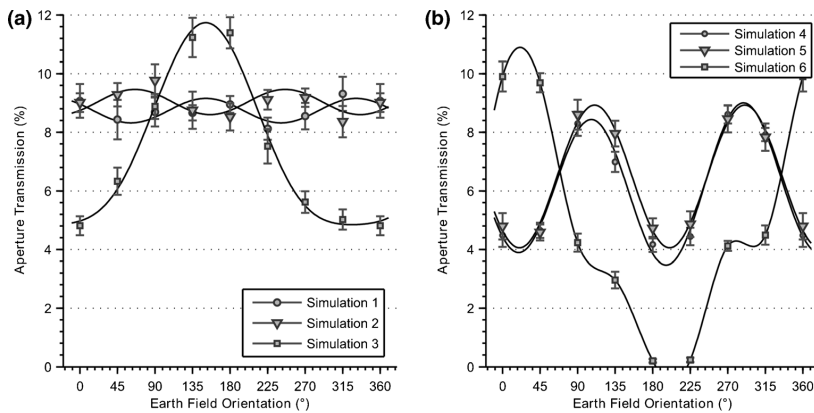 (a)
Aperture Transmission (%)
12
10
8
6
4
2
0
Simulation 1
Simulation 2
Simulation 3
0 45 90 135 180 225 270 315 360
Earth Field Orientation (°)
(b)
Aperture Transmission (%)
12
10
8
6
4
2
0
Simulation 4
Simulation 5
Simulation 6
0 45 90 135 180 225 270 315 360
Earth Field Orientation (°)